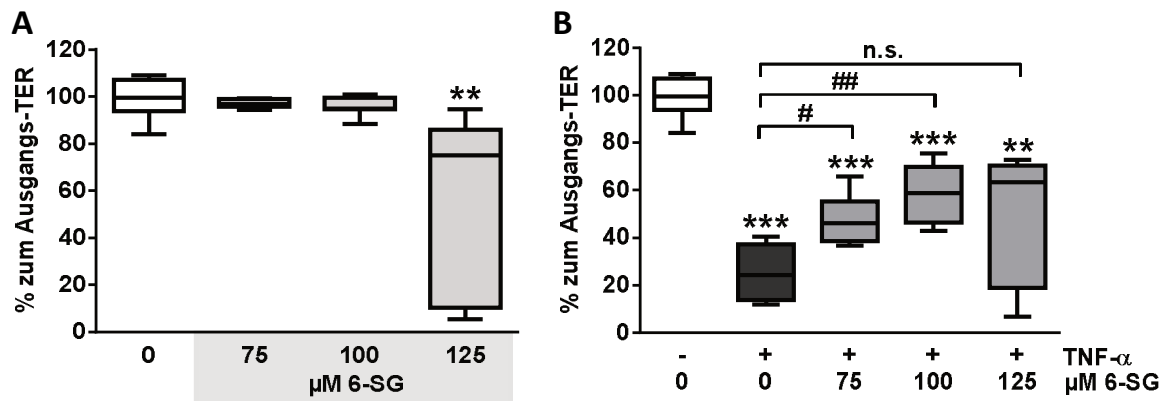 A
% zum Ausgangs-TER
120
100
80
60
40
20
0
**
0 75 100 125
µM 6-SG
B
% zum Ausgangs-TER
120
100
80
60
40
20
0
n.s.
##
#
*** *** *** **
- + + + + TNF-α
0 0 75 100 125 µM 6-SG